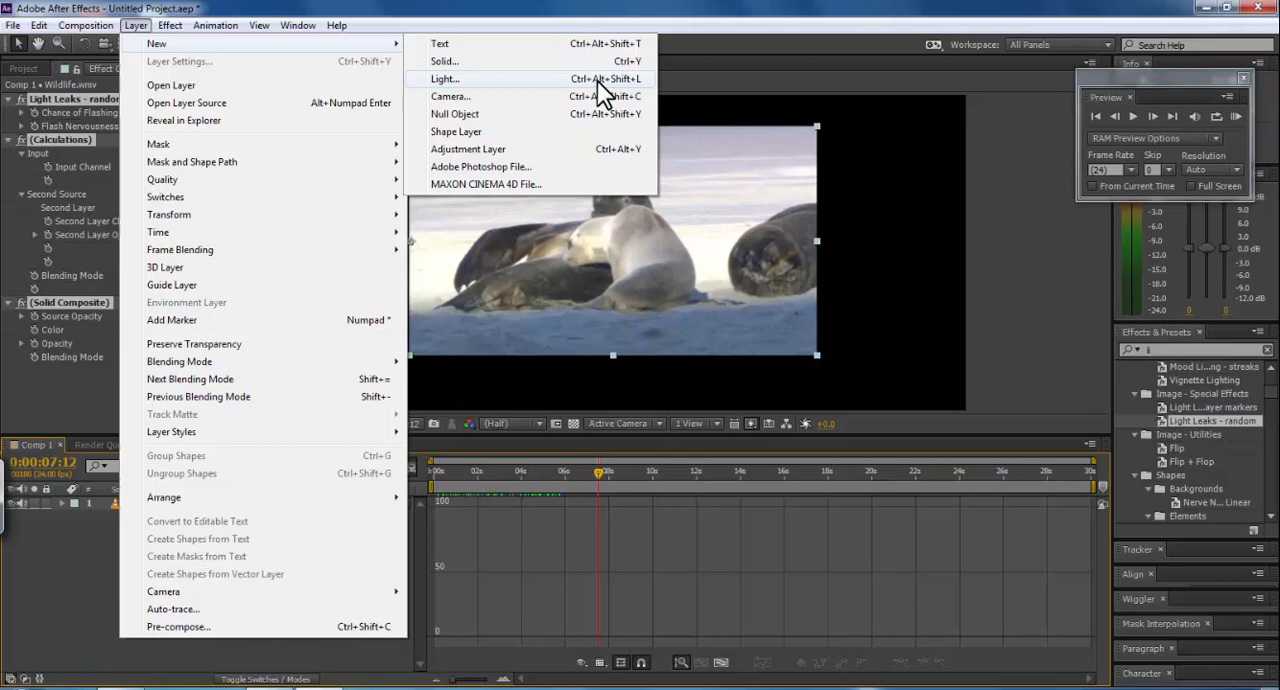 Adobe After Effects - Untitled Project.aep *
File Edit Composition Layer Effect Animation View Window Help
Workspace: All Panels Search Help
Project Effect C
Comp 1 • Wildlife.wmv
Light Leaks - random
Chance of Flashing
Flash Nervousness
(Calculations)
Input
Input Channel
Second Source
Second Layer
Second Layer Cl
Second Layer O
Blending Mode
(Solid Composite)
Source Opacity
Color
Opacity
Blending Mode
New
Layer Settings... Ctrl+Shift+Y
Open Layer
Open Layer Source Alt+Numpad Enter
Reveal in Explorer
Mask
Mask and Shape Path
Quality
Switches
Transform
Time
Frame Blending
3D Layer
Guide Layer
Environment Layer
Add Marker Numpad *
Preserve Transparency
Blending Mode
Next Blending Mode Shift+=
Previous Blending Mode Shift+-
Track Matte
Layer Styles
Group Shapes Ctrl+G
Ungroup Shapes Ctrl+Shift+G
Arrange
Convert to Editable Text
Create Shapes from Text
Create Masks from Text
Create Shapes from Vector Layer
Camera
Auto-trace...
Pre-compose... Ctrl+Shift+C
Text Ctrl+Alt+Shift+T
Solid... Ctrl+Y
Light... Ctrl+Alt+Shift+L
Camera... Ctrl+A Shift+C
Null Object Ctrl+Alt+Shift+Y
Shape Layer
Adjustment Layer Ctrl+Alt+Y
Adobe Photoshop File...
MAXON CINEMA 4D File...
Info
Preview
RAM Preview Options
Frame Rate Skip Resolution
(24) 0 Auto
From Current Time Full Screen
-3.0 9.0
-6.0 6.0
-9.0 3.0
-12.0 0.0 dB
-15.0 -3.0
-18.0 -6.0
-21.0 -9.0
-24.0 -12.0 dB
0 0
Effects & Presets
Mood Li...ng - streaks
Vignette Lighting
Image - Special Effects
Light L...ayer markers
Light Leaks - random
Image - Utilities
Flip
Flip + Flop
Shapes
Backgrounds
Nerve N... Linear
Elements
Tracker
Align
Wiggler
Mask Interpolation
Paragraph
Character
12 (Half) Active Camera 1 View +0.0
Comp 1 Render Qu
0:00:07:12
00180 (24.00 fps)
#
1
:00s 02s 04s 06s 08s 10s 12s 14s 16s 18s 20s 22s 24s 26s 28s 30s
100
50
0
Toggle Switches / Modes